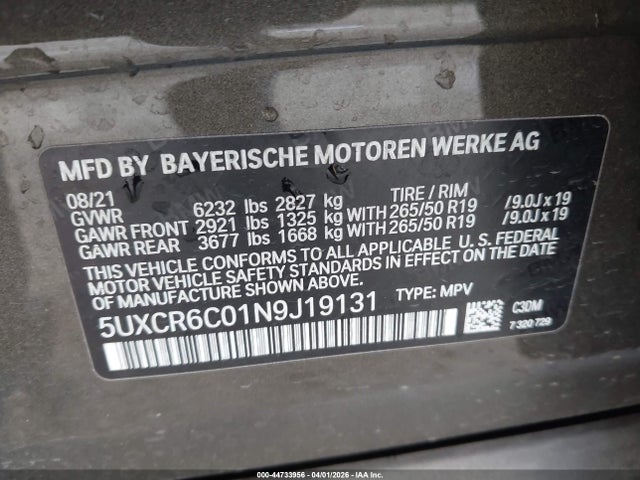 MFD BY BAYERISCHE MOTOREN WERKE AG
08/21 TIRE / RIM
GVWR 6232 lbs 2827 kg
GAWR FRONT 2921 lbs 1325 kg WITH 265/50 R19 /9.0J x 19
GAWR REAR 3677 lbs 1668 kg WITH 265/50 R19 /9.0J x 19
THIS VEHICLE CONFORMS TO ALL APPLICABLE U.S. FEDERAL
MOTOR VEHICLE SAFETY STANDARDS IN EFFECT ON THE
DATE OF MANUFACTURE SHOWN ABOVE.
5UXCR6C01N9J19131 TYPE: MPV
C3DM
7 320 729
000-44733956 | 04/01/2026 | IAA Inc.